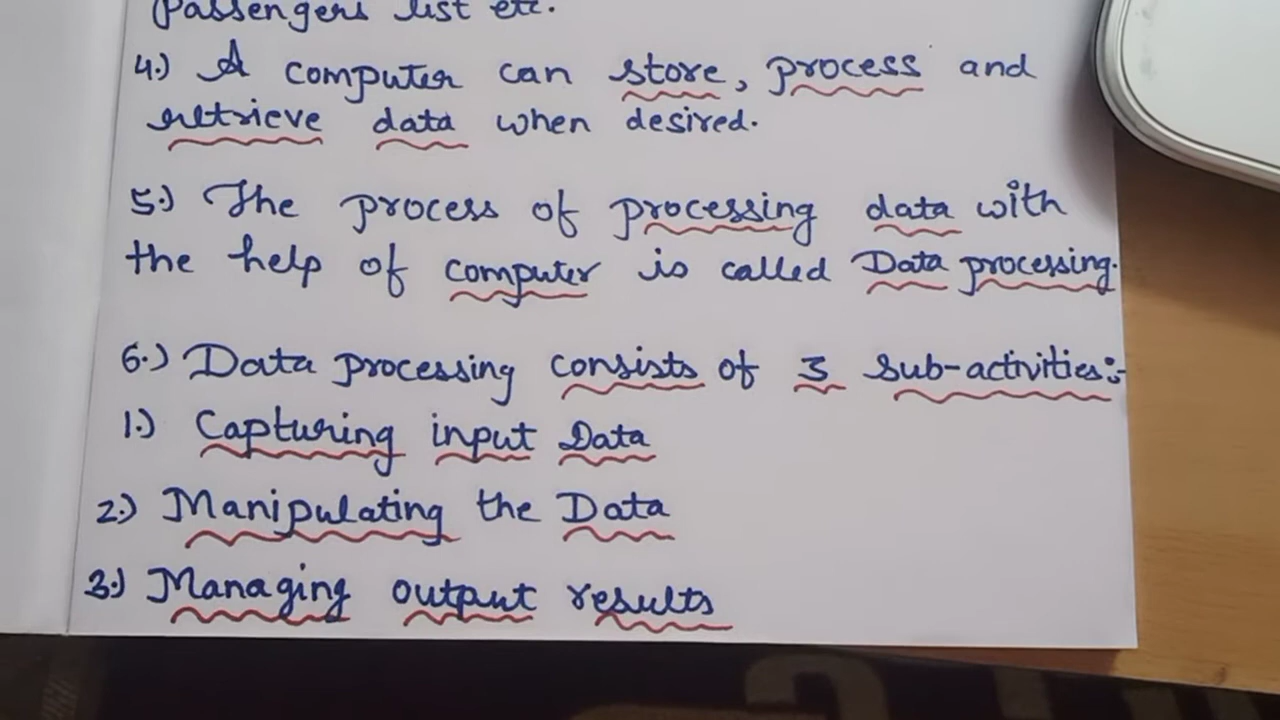 Passengers list etc.
4.) A computer can store, process and
retrieve data when desired.
5.) The process of processing data with
the help of computer is called Data processing.
6.) Data processing consists of 3 sub-activities:-
1.) Capturing input Data
2.) Manipulating the Data
3.) Managing output results